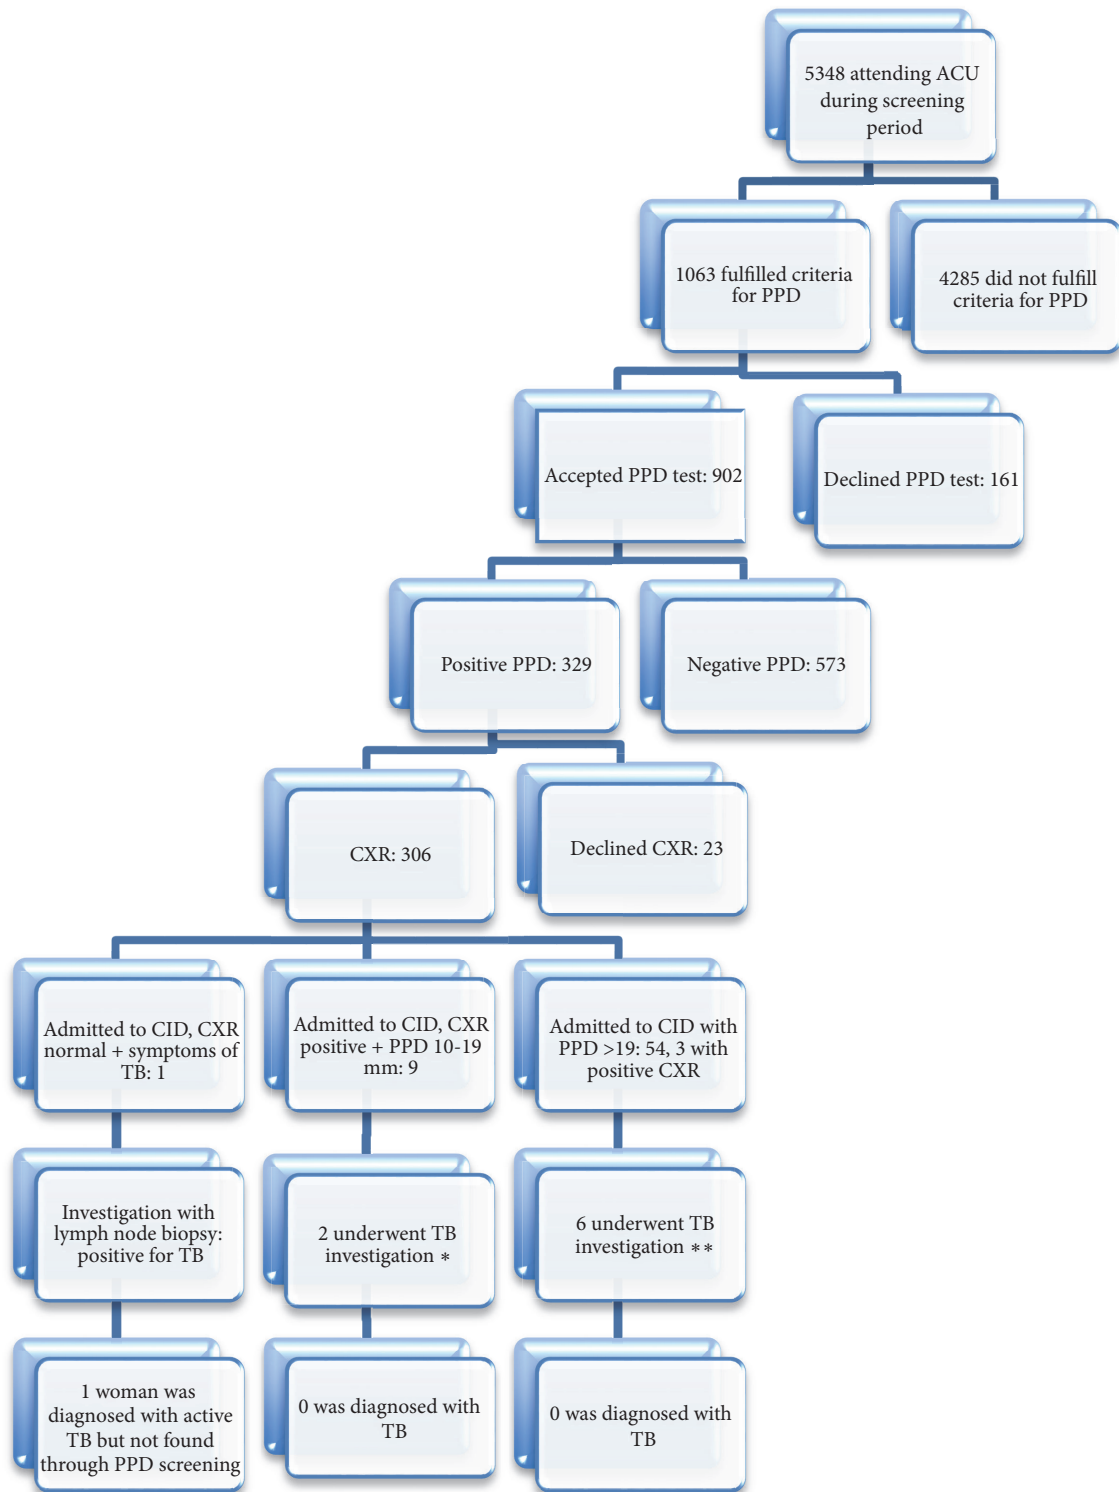 5348 attending ACU
during screening
period
1063 fulfilled criteria
for PPD
4285 did not fulfill
criteria for PPD
Accepted PPD test: 902
Declined PPD test: 161
Positive PPD: 329
Negative PPD: 573
CXR: 306
Declined CXR: 23
Admitted to CID, CXR
normal + symptoms of
TB: 1
Admitted to CID, CXR
positive + PPD 10-19
mm: 9
Admitted to CID with
PPD >19: 54, 3 with
positive CXR
Investigation with
lymph node biopsy:
positive for TB
2 underwent TB
investigation *
6 underwent TB
investigation **
1 woman was
diagnosed with active
TB but not found
through PPD screening
0 was diagnosed with
TB
0 was diagnosed with
TB